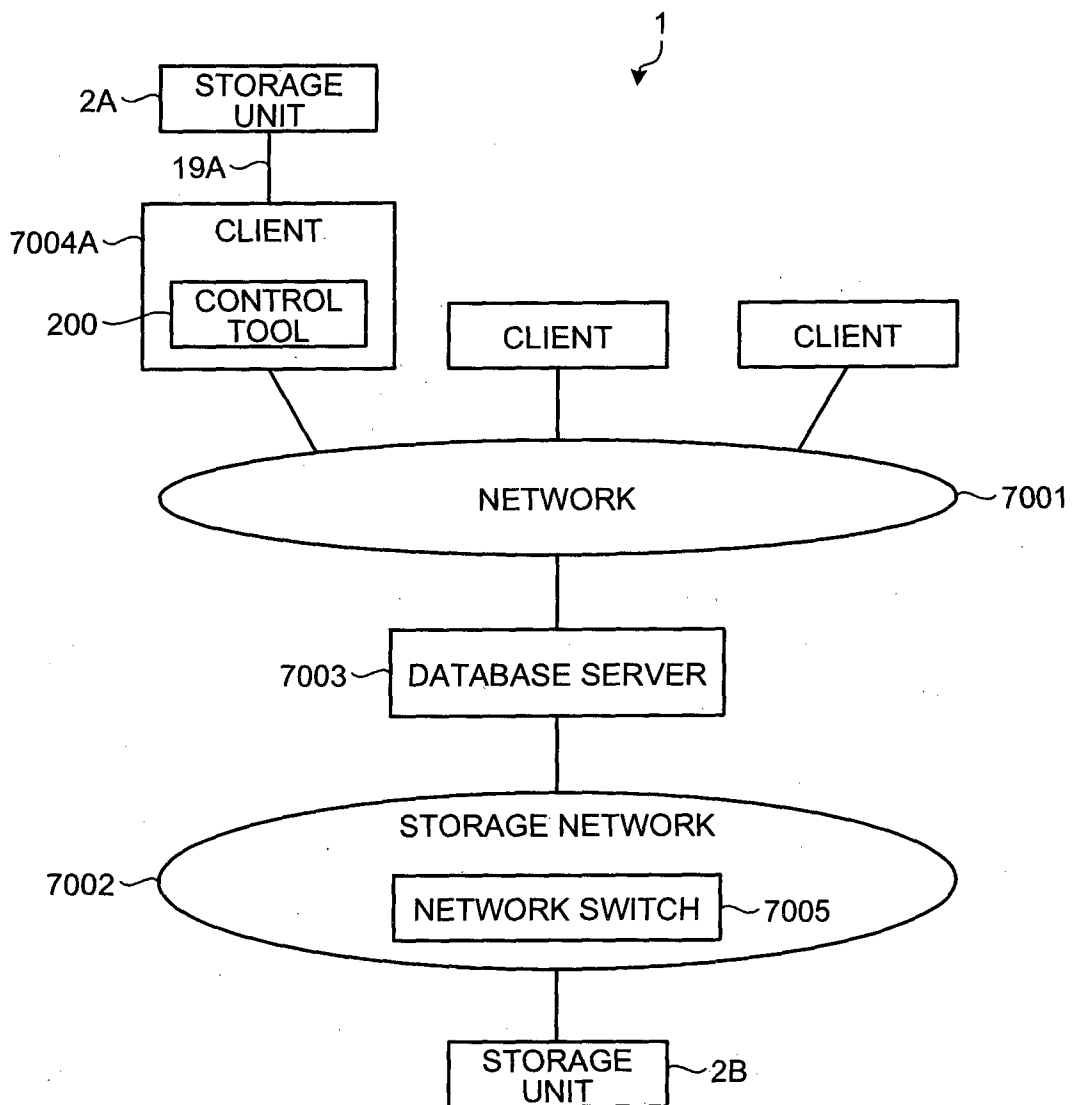 1
STORAGE
UNIT
2A
19A
CLIENT
7004A
CONTROL
TOOL
200
CLIENT
CLIENT
NETWORK
7001
7003
DATABASE SERVER
STORAGE NETWORK
7002
NETWORK SWITCH
7005
STORAGE
UNIT
2B